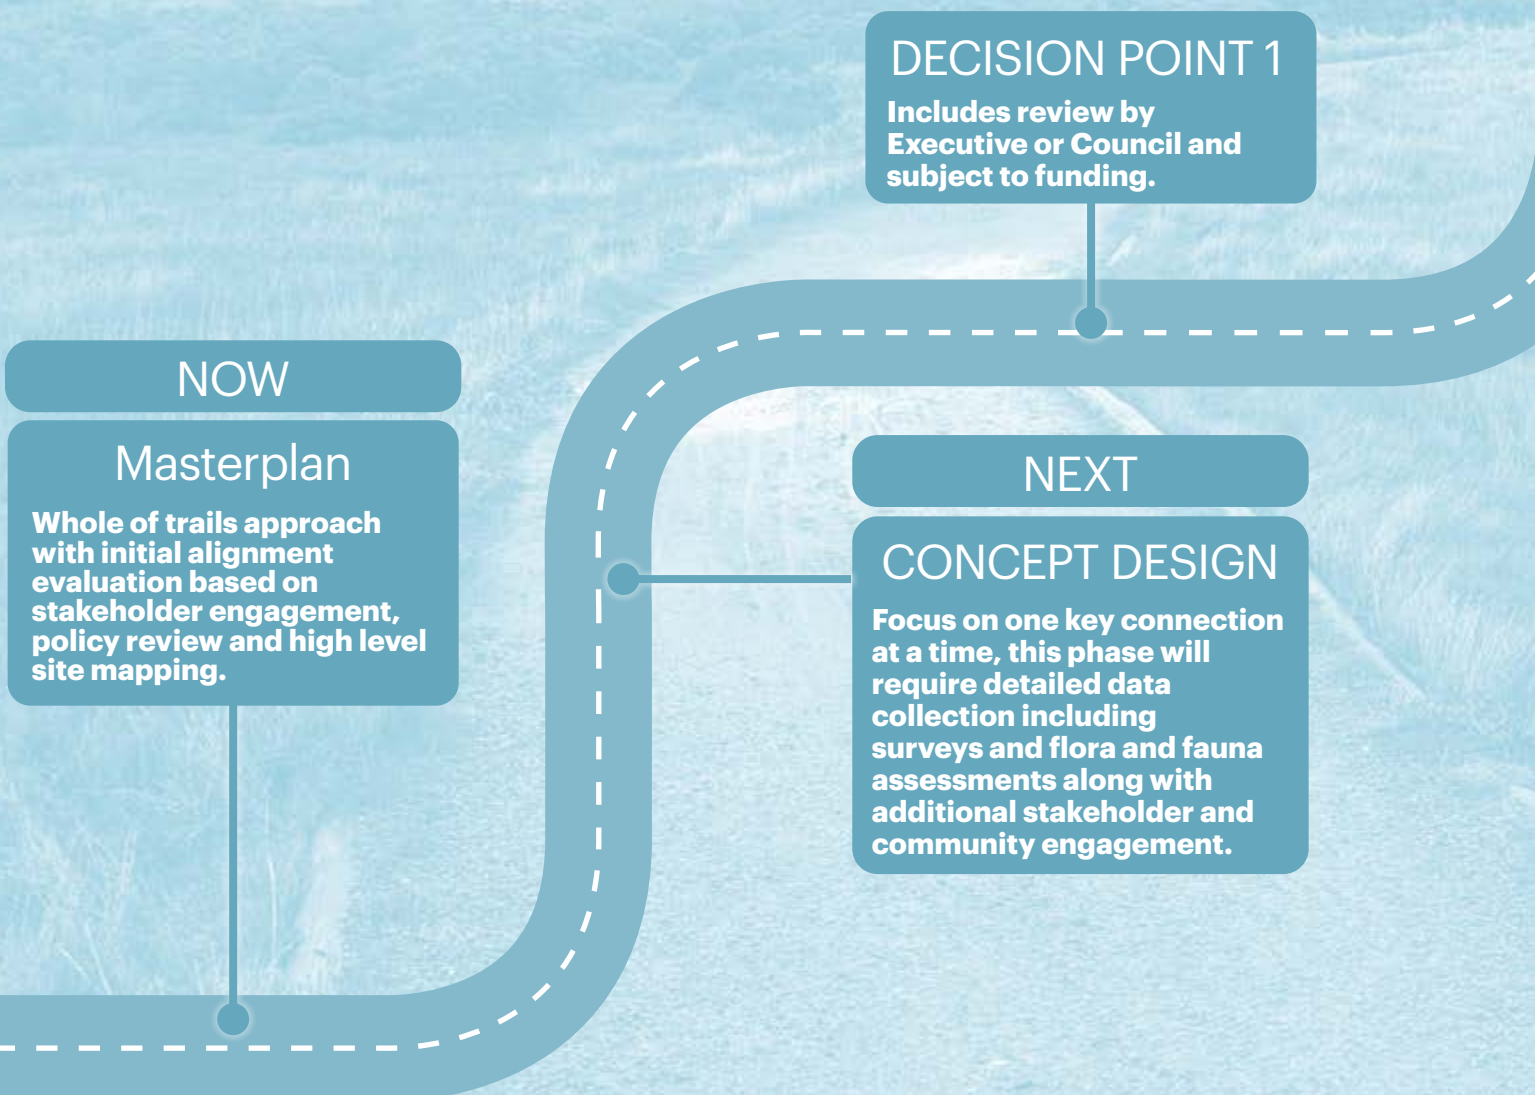 NOW
Masterplan
Whole of trails approach
with initial alignment
evaluation based on
stakeholder engagement,
policy review and high level
site mapping.
NEXT
CONCEPT DESIGN
Focus on one key connection
at a time, this phase will
require detailed data
collection including
surveys and flora and fauna
assessments along with
additional stakeholder and
community engagement.
DECISION POINT 1
Includes review by
Executive or Council and
subject to funding.